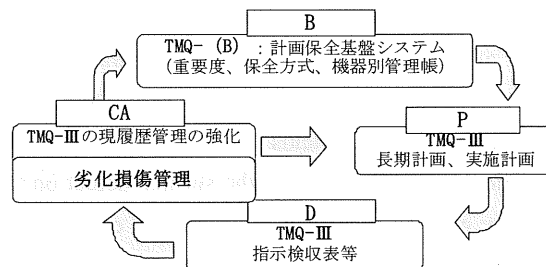 B
TMQ-(B):計画保全基盤システム
(重要度、保全方式、機器別管理帳)
CA
TMQ-Ⅲの現履歴管理の強化
劣化損傷管理
P
TMQ-Ⅲ
長期計画、実施計画
D
TMQ-Ⅲ
指示検収表等